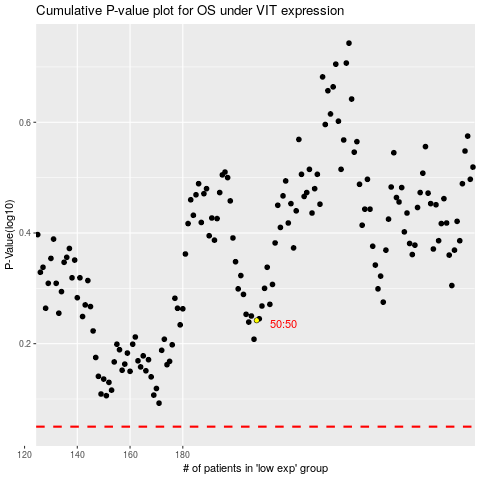 Cumulative P-value plot for OS under VIT expression
P-Value(log10)
0.6
0.4
0.2
50:50
120 140 160 180
# of patients in 'low exp' group